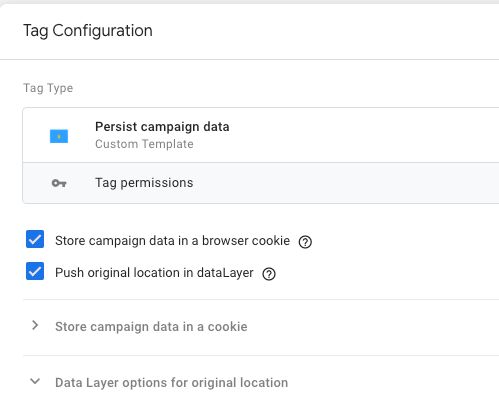 Tag Configuration
Tag Type
Persist campaign data
Custom Template
Tag permissions
Store campaign data in a browser cookie
Push original location in dataLayer
Store campaign data in a cookie
Data Layer options for original location